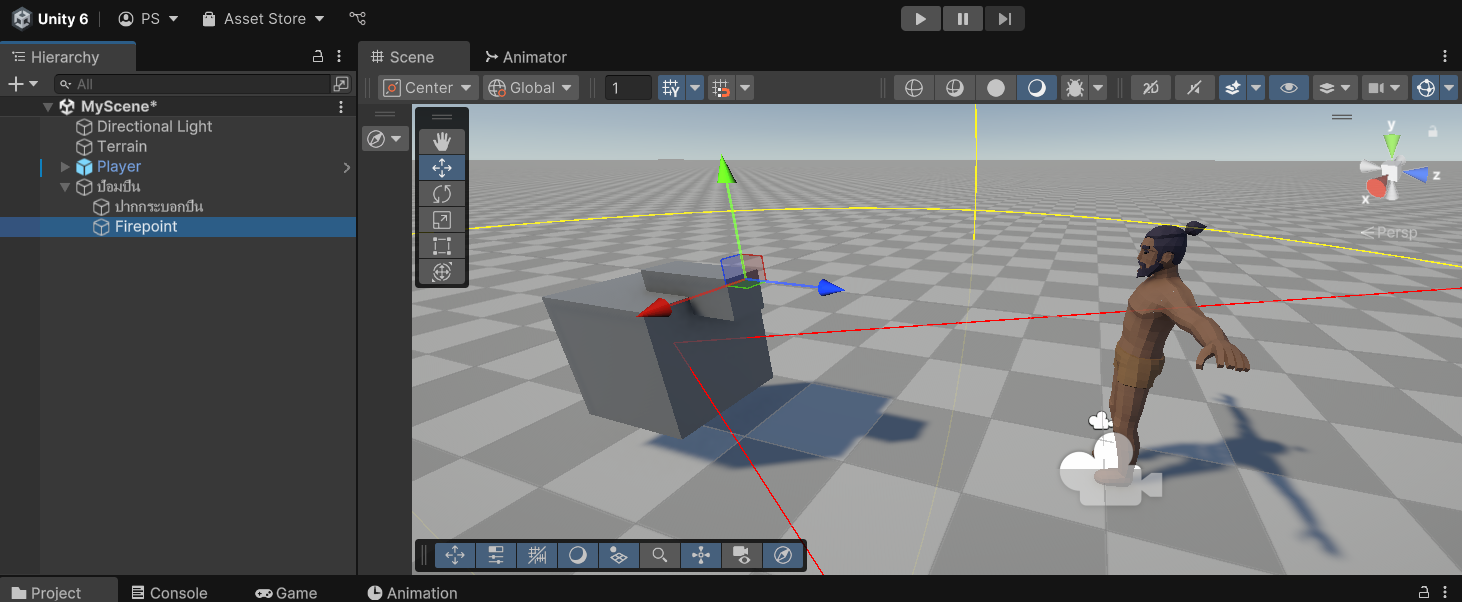 Unity 6 PS Asset Store
Hierarchy
Scene Animator
All
Center Global 1 2D
MyScene*
Directional Light
Terrain
Player
ป้อมปืน
ปากกระบอกปืน
Firepoint
y
z
x
Persp
Project Console Game Animation